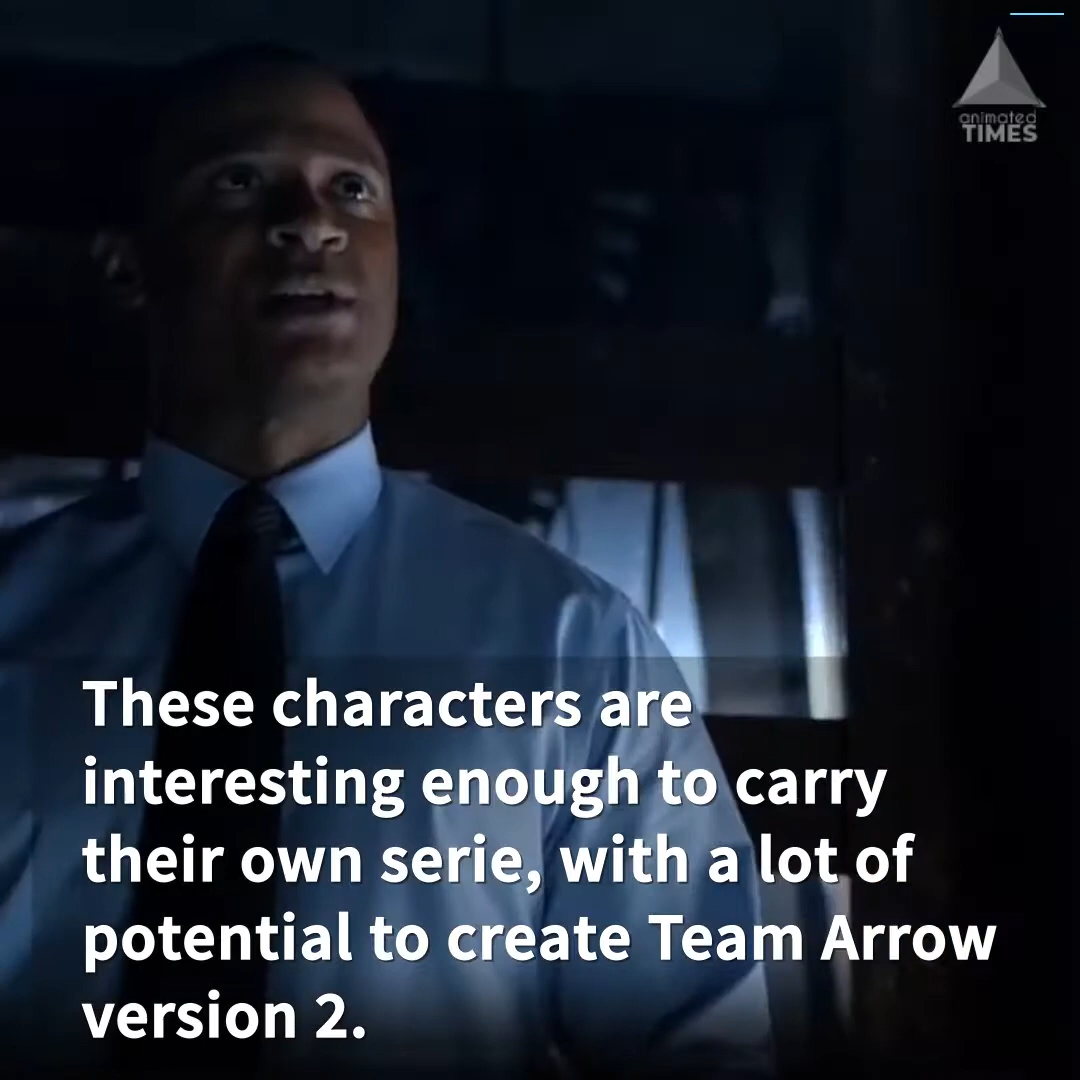 animated
TIMES
These characters are
interesting enough to carry
their own serie, with a lot of
potential to create Team Arrow
version 2.